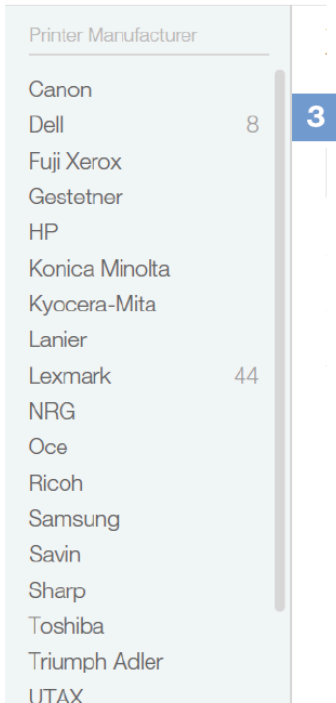 Printer Manufacturer
Canon
Dell 8
3
Fuji Xerox
Gestetner
HP
Konica Minolta
Kyocera-Mita
Lanier
Lexmark 44
NRG
Oce
Ricoh
Samsung
Savin
Sharp
Toshiba
Triumph Adler
UTAX